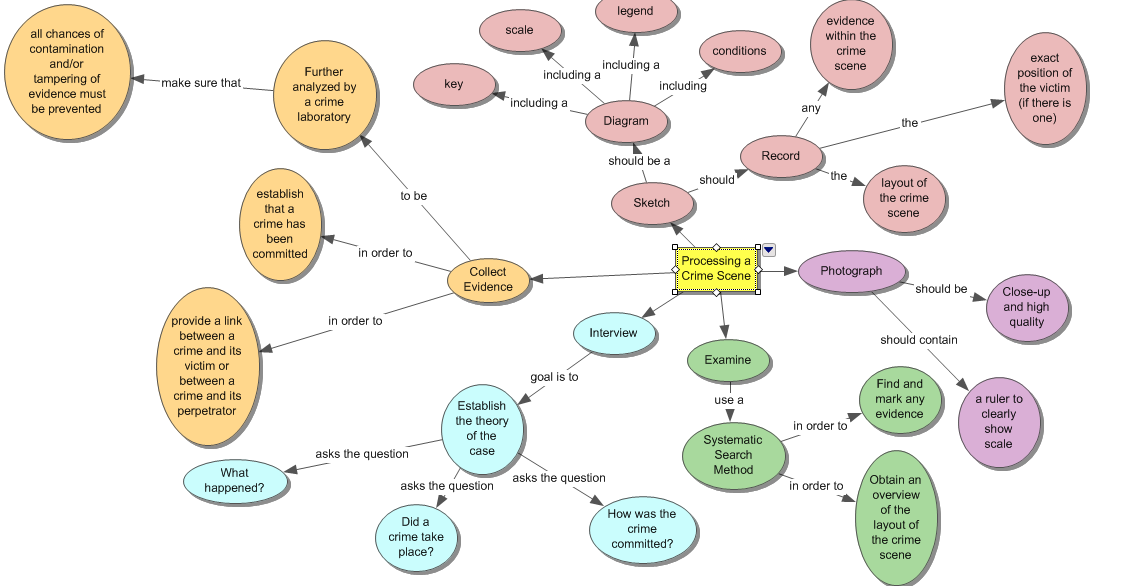 all chances of
contamination
and/or
tampering of
evidence must
be prevented
make sure that
Further
analyzed by
a crime
laboratory
to be
establish
that a
crime has
been
committed
in order to
Collect
Evidence
in order to
provide a link
between a
crime and its
victim or
between a
crime and its
perpetrator
scale
legend
conditions
key
including a
including a
including
including a
Diagram
should be a
Sketch
should
Record
any
evidence
within the
crime
scene
the
exact
position of
the victim
(if there is
one)
the
layout of
the crime
scene
Processing a
Crime Scene
Photograph
should be
Close-up
and high
quality
should contain
a ruler to
clearly
show
scale
Interview
goal is to
Establish
the theory
of the
case
asks the question
What
happened?
asks the question
Did a
crime take
place?
asks the question
How was the
crime
committed?
Examine
use a
Systematic
Search
Method
in order to
Find and
mark any
evidence
in order to
Obtain an
overview
of the
layout of
the crime
scene